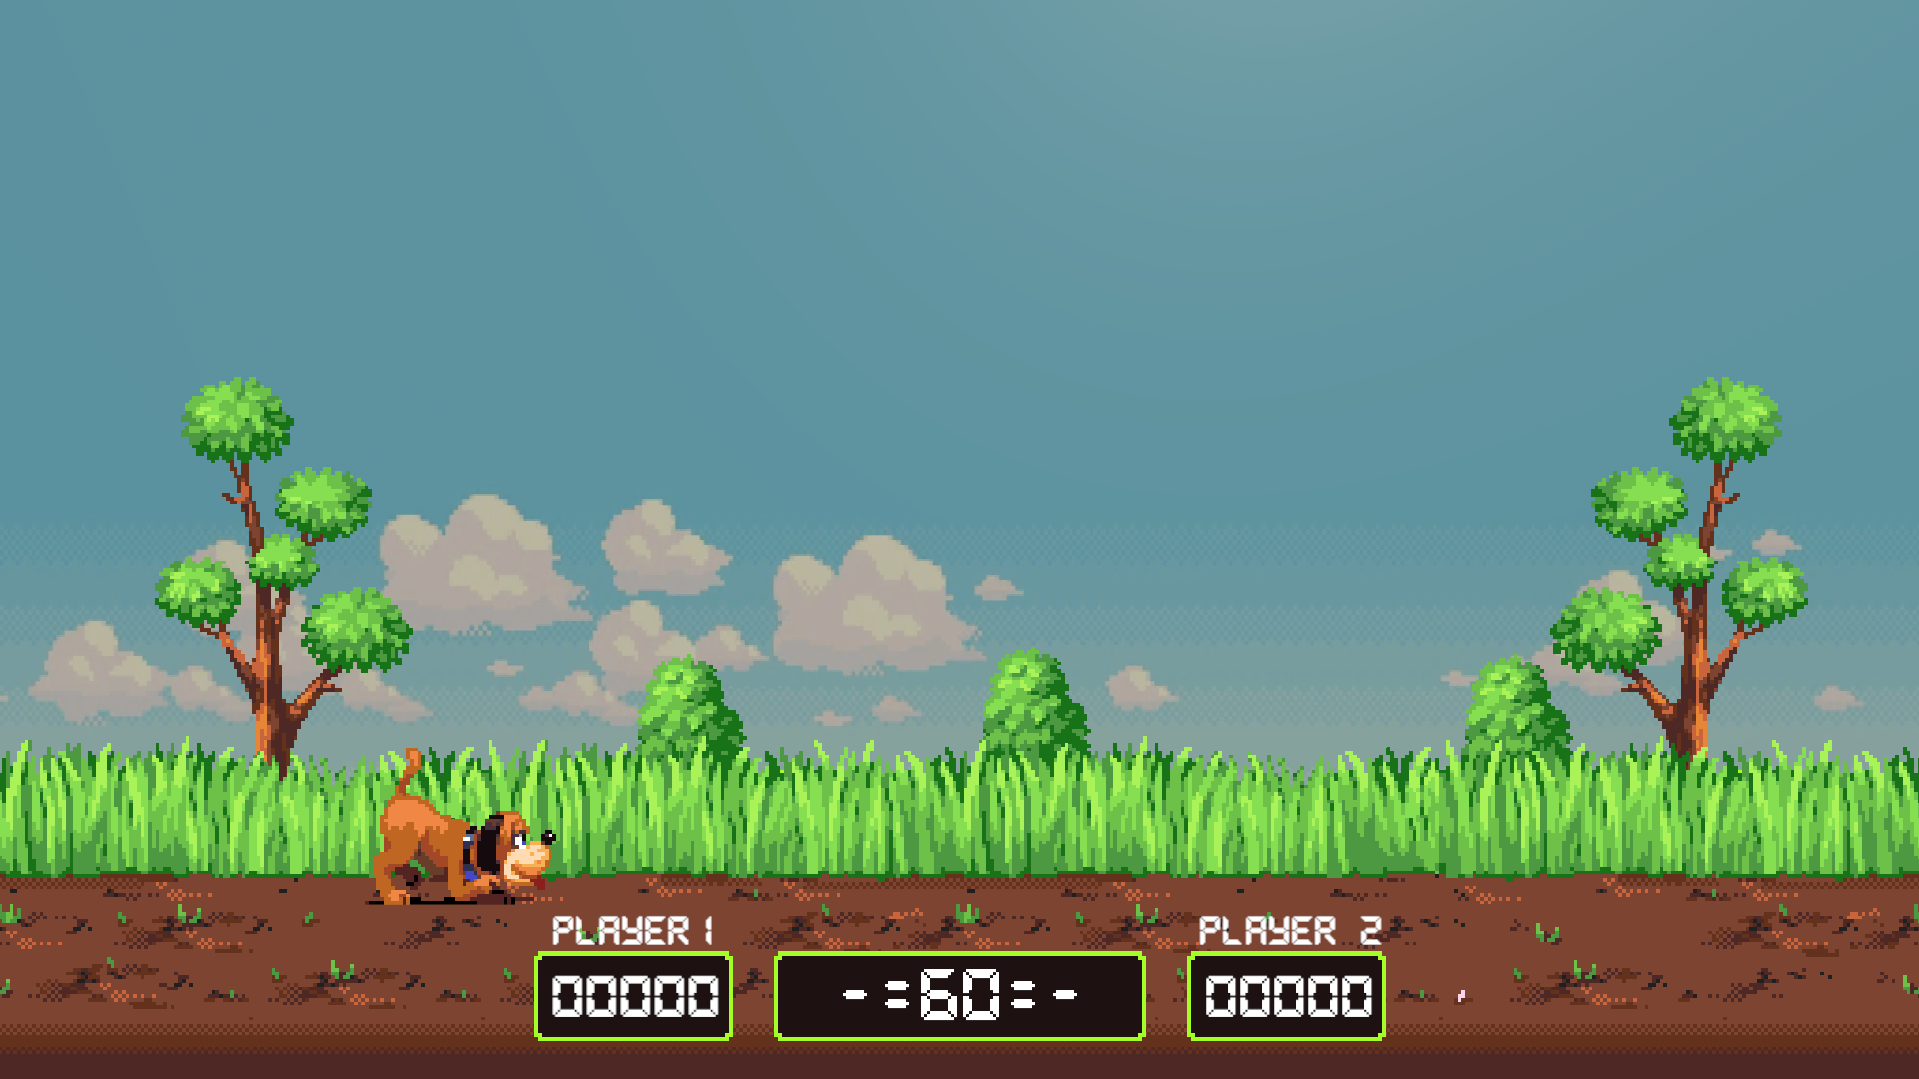 PLAYER 1
PLAYER 2
00000
- =60= -
00000